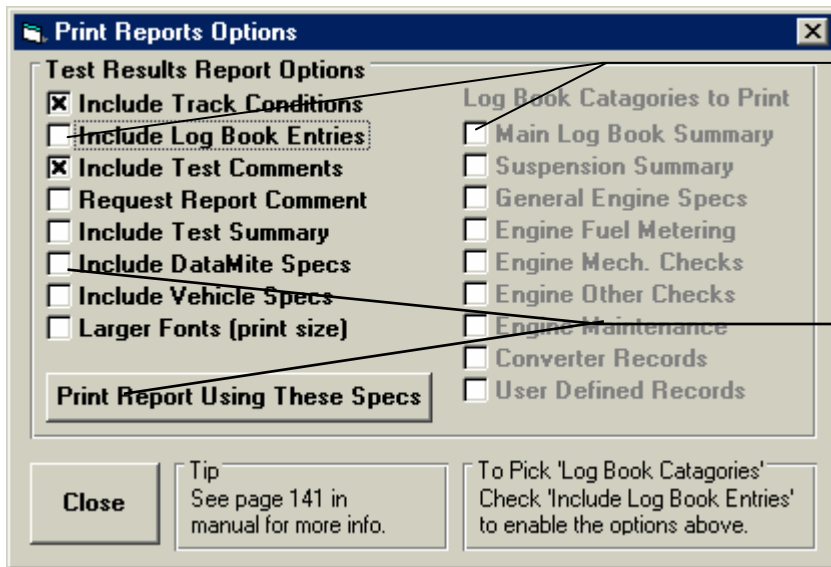 Print Reports Options
Test Results Report Options
Include Track Conditions
Include Log Book Entries
Include Test Comments
Request Report Comment
Include Test Summary
Include DataMite Specs
Include Vehicle Specs
Larger Fonts (print size)
Print Report Using These Specs
Log Book Catagories to Print
Main Log Book Summary
Suspension Summary
General Engine Specs
Engine Fuel Metering
Engine Mech. Checks
Engine Other Checks
Engine Maintenance
Converter Records
User Defined Records
Close
Tip
See page 141 in
manual for more info.
To Pick 'Log Book Catagories'
Check 'Include Log Book Entries'
to enable the options above.